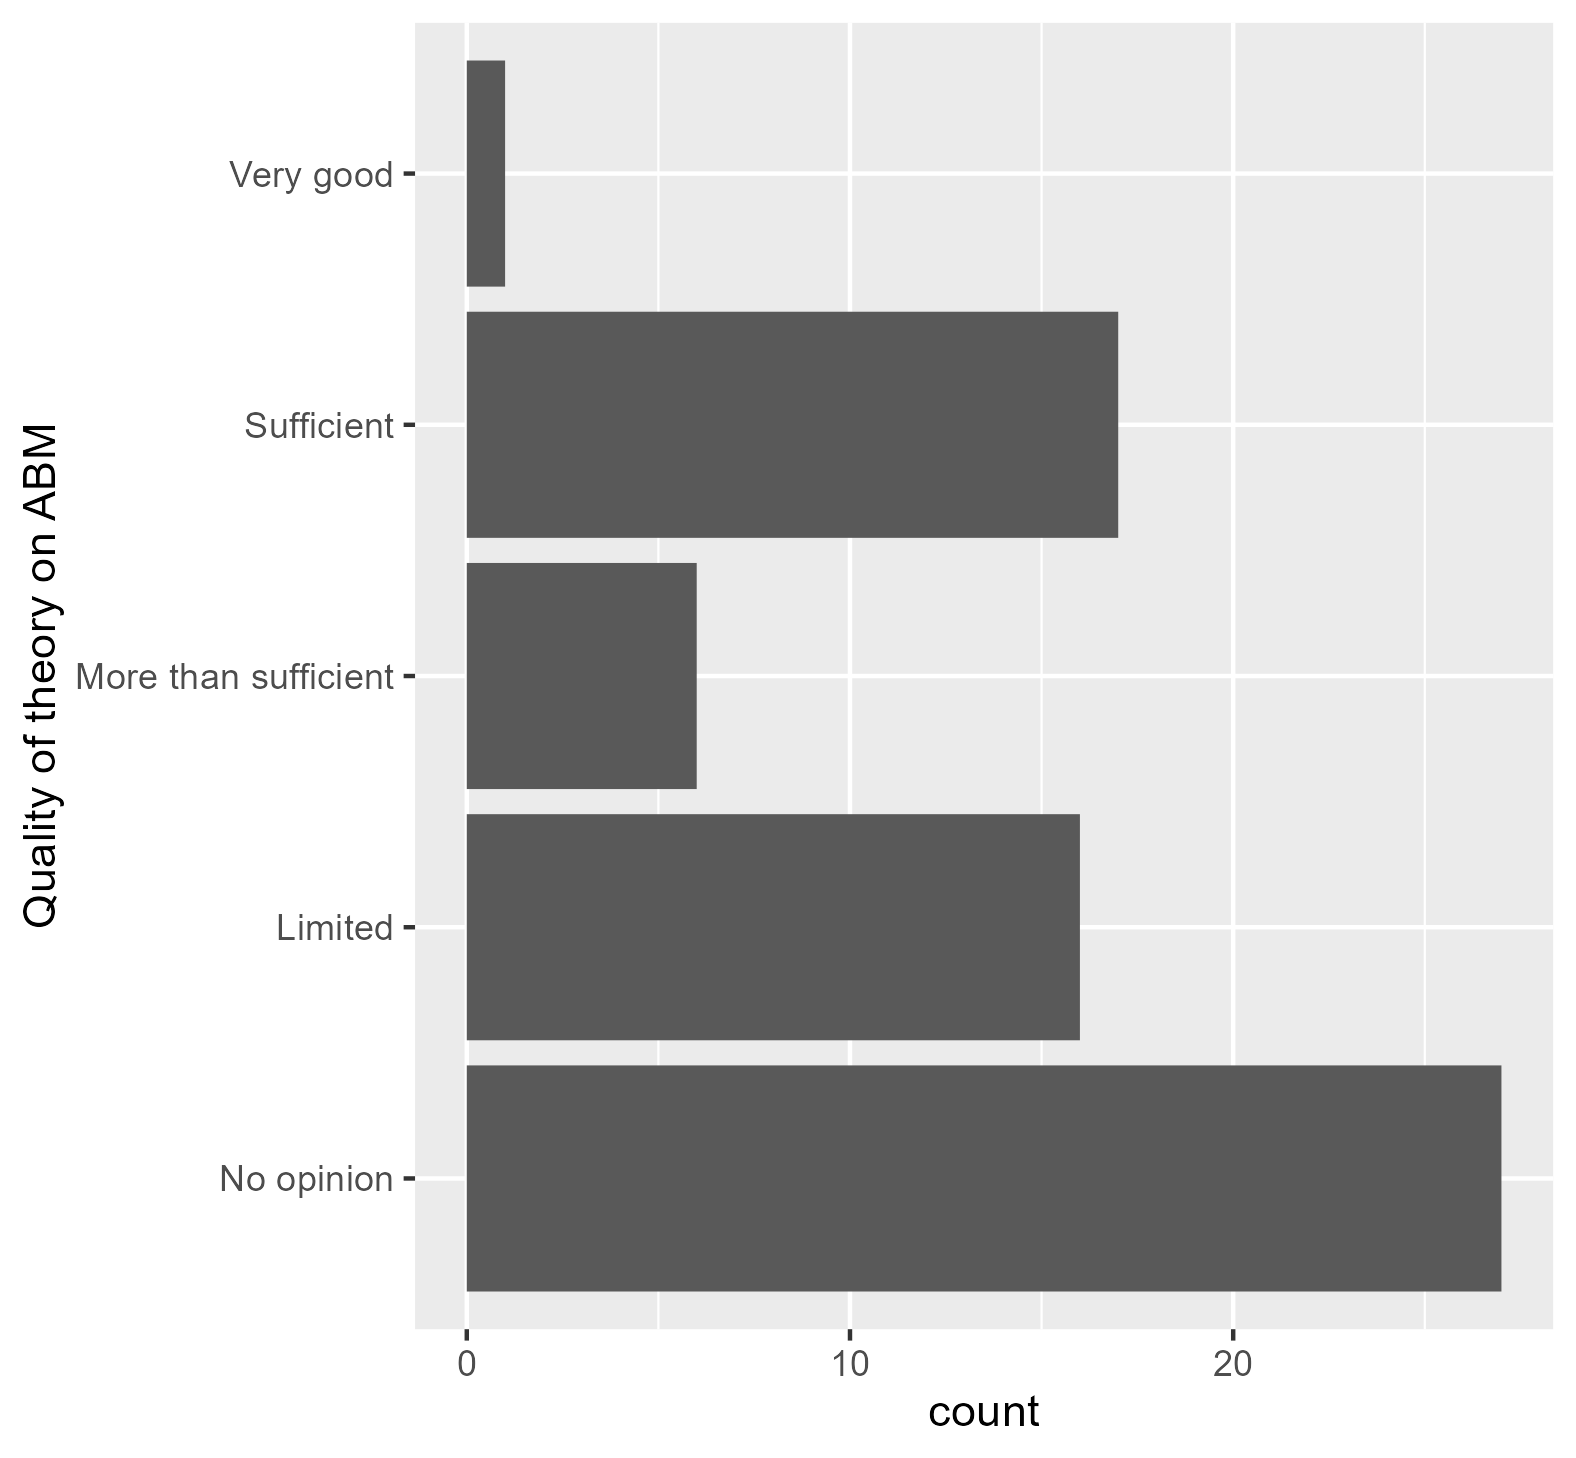 Quality of theory on ABM
Very good
Sufficient
More than sufficient
Limited
No opinion
0
10
20
count